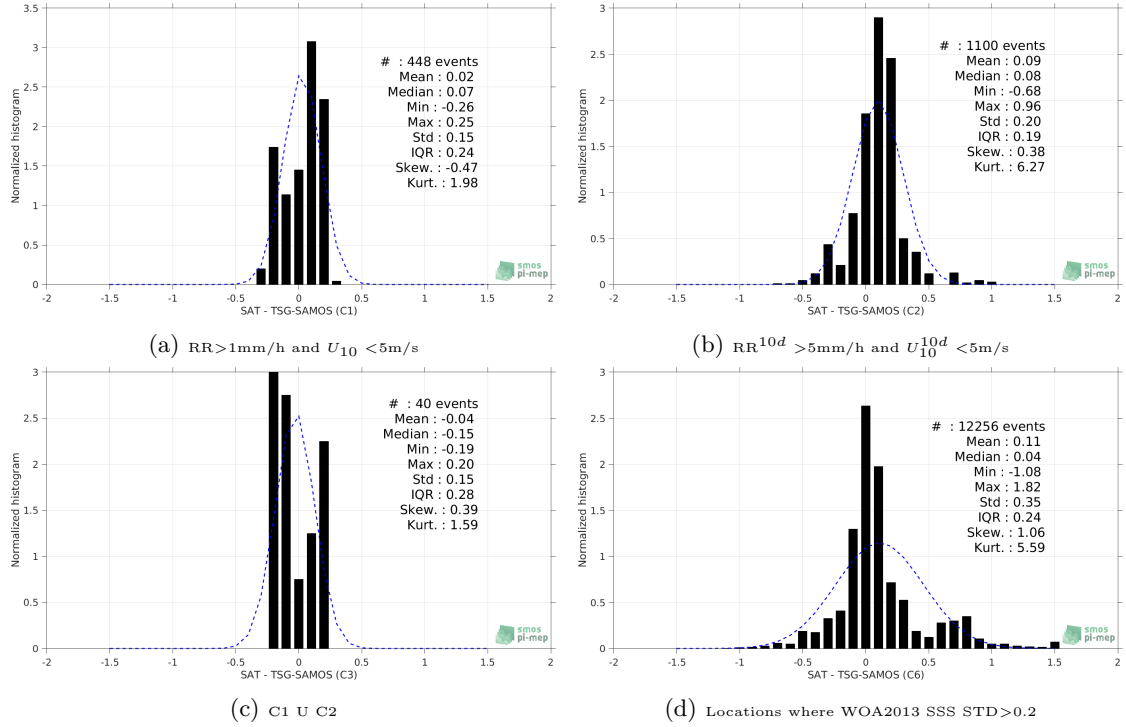 3.5
3
2.5
2
1.5
1
0.5
0
Normalized histogram
# : 448 events
Mean : 0.02
Median : 0.07
Min : -0.26
Max : 0.25
Std : 0.15
IQR : 0.24
Skew. : -0.47
Kurt. : 1.98
smos
pi-mep
-2 -1.5 -1 -0.5 0 0.5 1 1.5 2
SAT - TSG-SAMOS (C1)
(a) RR>1mm/h and U10 <5m/s
3
2.5
2
1.5
1
0.5
0
Normalized histogram
# : 1100 events
Mean : 0.09
Median : 0.08
Min : -0.68
Max : 0.96
Std : 0.20
IQR : 0.19
Skew. : 0.38
Kurt. : 6.27
smos
pi-mep
-2 -1.5 -1 -0.5 0 0.5 1 1.5 2
SAT - TSG-SAMOS (C2)
(b) RR10d >5mm/h and U10d10 <5m/s
3
2.5
2
1.5
1
0.5
0
Normalized histogram
# : 40 events
Mean : -0.04
Median : -0.15
Min : -0.19
Max : 0.20
Std : 0.15
IQR : 0.28
Skew. : 0.39
Kurt. : 1.59
smos
pi-mep
-2 -1.5 -1 -0.5 0 0.5 1 1.5 2
SAT - TSG-SAMOS (C3)
(c) C1 U C2
3
2.5
2
1.5
1
0.5
0
Normalized histogram
# : 12256 events
Mean : 0.11
Median : 0.04
Min : -1.08
Max : 1.82
Std : 0.35
IQR : 0.24
Skew. : 1.06
Kurt. : 5.59
smos
pi-mep
-2 -1.5 -1 -0.5 0 0.5 1 1.5 2
SAT - TSG-SAMOS (C6)
(d) Locations where WOA2013 SSS STD>0.2